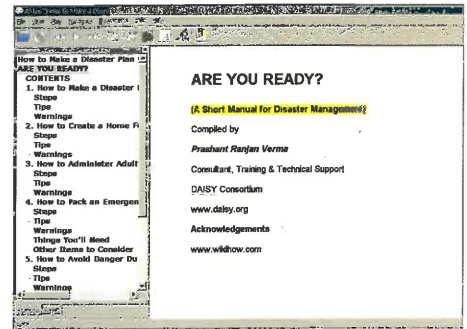 How to Make a Disaster Plan
ARE YOU READY?
CONTENTS
1. How to Make a Disaster
Steps
Tips
Warnings
2. How to Create a Home
Steps
Tips
Warnings
3. How to Administer Adult
Steps
Tips
Warnings
4. How to Pack an Emergen
Steps
Tips
Warnings
Things You'll Need
Other Items to Consider
5. How to Avoid Danger Du
Steps
Tips
Warnings
ARE YOU READY?
(A Short Manual for Disaster Management)
Compiled by
Prashant Ranjan Verma
Consultant, Training & Technical Support
DAISY Consortium
www.daisy.org
Acknowledgements
www.wikihow.com